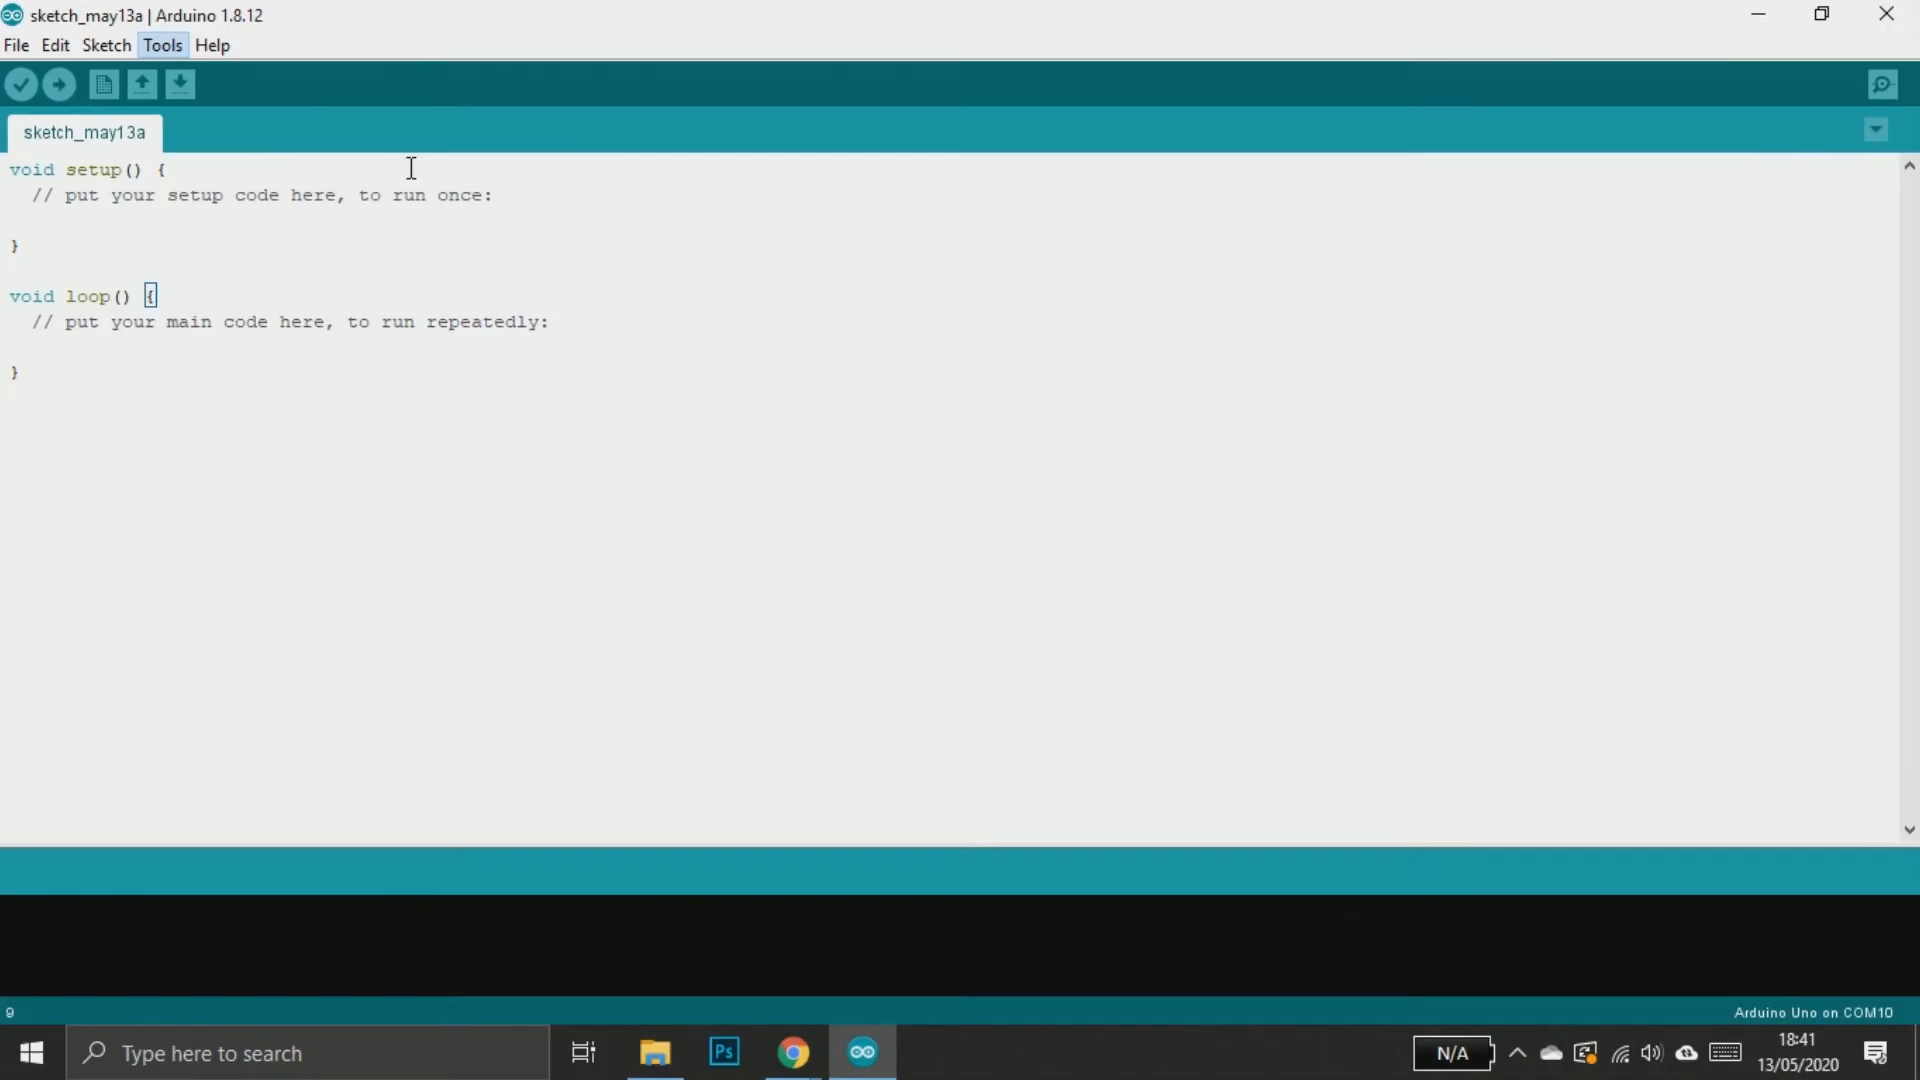 sketch_may13a | Arduino 1.8.12
File Edit Sketch Tools Help
sketch_may13a
void setup() {
  // put your setup code here, to run once:
}
void loop() {
  // put your main code here, to run repeatedly:
}
9
Arduino Uno on COM10
Type here to search
Ps
N/A
18:41
13/05/2020